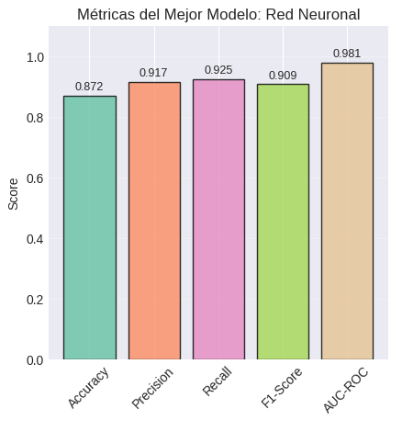 Métricas del Mejor Modelo: Red Neuronal
Score
1.0
0.8
0.6
0.4
0.2
0.0
0.872
0.917
0.925
0.909
0.981
Accuracy
Precision
Recall
F1-Score
AUC-ROC